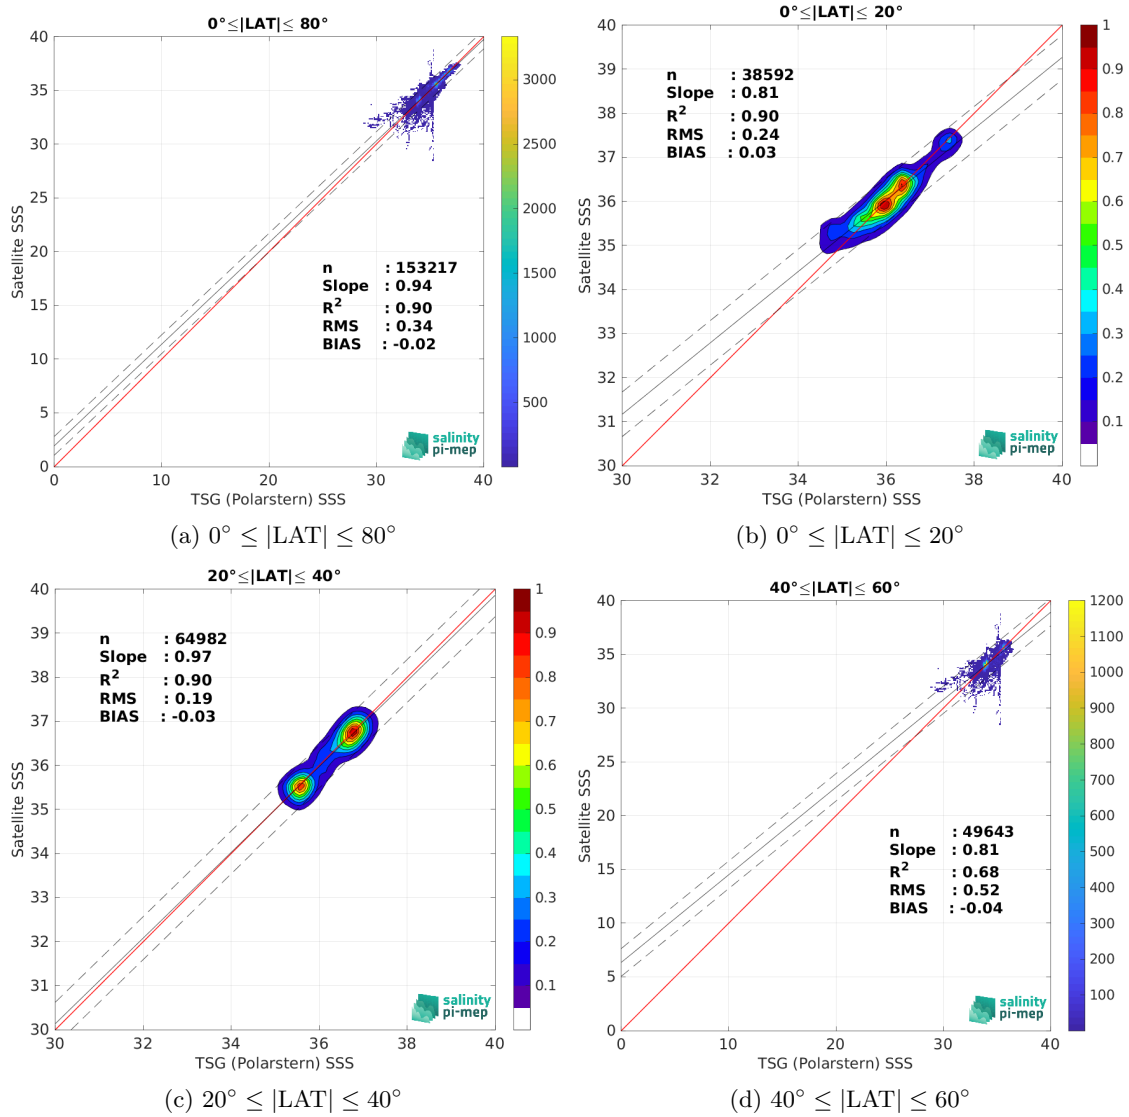 0°≤|LAT|≤ 80°
40
35
30
25
20
15
10
5
0
Satellite SSS
n : 153217
Slope : 0.94
R² : 0.90
RMS : 0.34
BIAS : -0.02
salinity
pi-mep
0 10 20 30 40
TSG (Polarstern) SSS
3000
2500
2000
1500
1000
500
(a) 0° ≤ |LAT| ≤ 80°
0°≤|LAT|≤ 20°
40
39
38
37
36
35
34
33
32
31
30
Satellite SSS
n : 38592
Slope : 0.81
R² : 0.90
RMS : 0.24
BIAS : 0.03
salinity
pi-mep
30 32 34 36 38 40
TSG (Polarstern) SSS
1
0.9
0.8
0.7
0.6
0.5
0.4
0.3
0.2
0.1
(b) 0° ≤ |LAT| ≤ 20°
20°≤|LAT|≤ 40°
40
39
38
37
36
35
34
33
32
31
30
Satellite SSS
n : 64982
Slope : 0.97
R² : 0.90
RMS : 0.19
BIAS : -0.03
salinity
pi-mep
30 32 34 36 38 40
TSG (Polarstern) SSS
1
0.9
0.8
0.7
0.6
0.5
0.4
0.3
0.2
0.1
(c) 20° ≤ |LAT| ≤ 40°
40°≤|LAT|≤ 60°
40
35
30
25
20
15
10
5
0
Satellite SSS
n : 49643
Slope : 0.81
R² : 0.68
RMS : 0.52
BIAS : -0.04
salinity
pi-mep
0 10 20 30 40
TSG (Polarstern) SSS
1200
1100
1000
900
800
700
600
500
400
300
200
100
(d) 40° ≤ |LAT| ≤ 60°